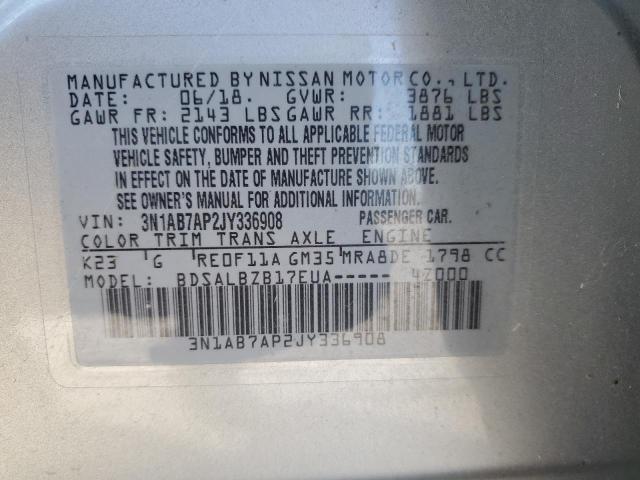 MANUFACTURED BY NISSAN MOTOR CO., LTD.
DATE: 06/18. GVWR: 3876 LBS
GAWR FR: 2143 LBS GAWR RR: 1881 LBS
THIS VEHICLE CONFORMS TO ALL APPLICABLE FEDERAL MOTOR
VEHICLE SAFETY, BUMPER AND THEFT PREVENTION STANDARDS
IN EFFECT ON THE DATE OF MANUFACTURE SHOWN ABOVE.
SEE OWNER'S MANUAL FOR ADDITIONAL INFORMATION.
VIN: 3N1AB7AP2JY336908 PASSENGER CAR.
COLOR TRIM TRANS AXLE ENGINE
K23 G RE0F11A GM35 MRA8DE 1798 CC
MODEL: BDSALBZB17EUA-----4Z000
3N1AB7AP2JY336908